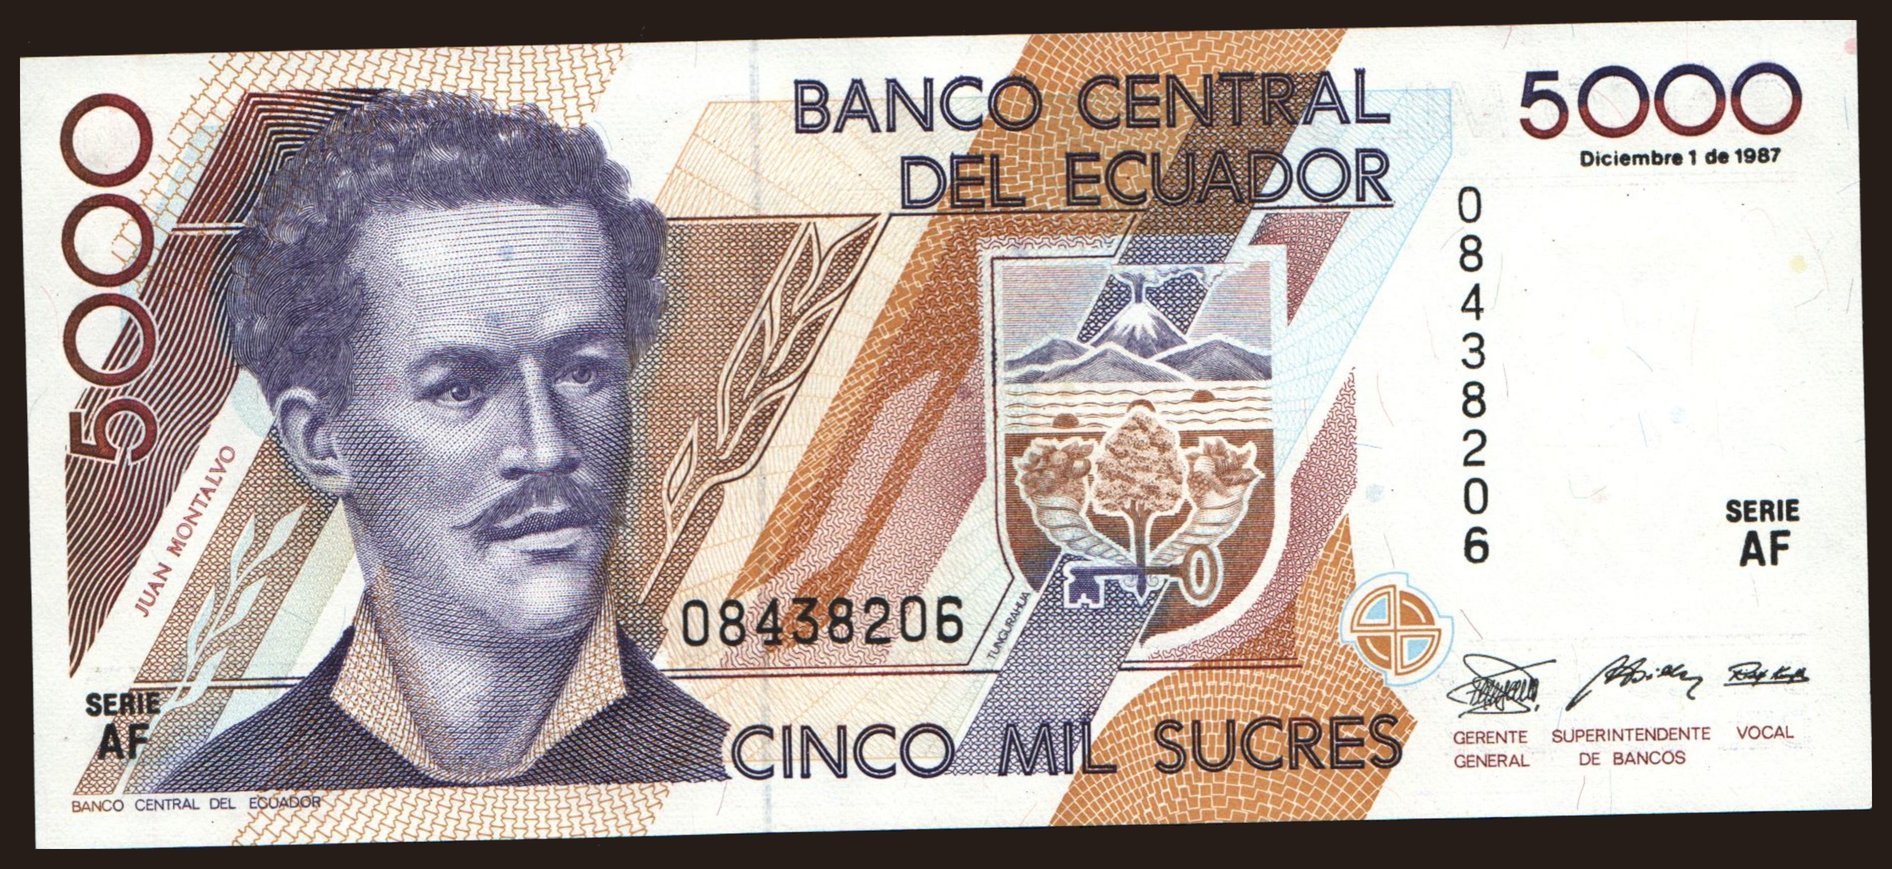 5000
BANCO CENTRAL
DEL ECUADOR
5000
Diciembre 1 de 1987
08438206
JUAN MONTALVO
08438206
TUNGURAHUA
SERIE
AF
SERIE
AF
CINCO MIL SUCRES
GERENTE
GENERAL
SUPERINTENDENTE
DE BANCOS
VOCAL
BANCO CENTRAL DEL ECUADOR